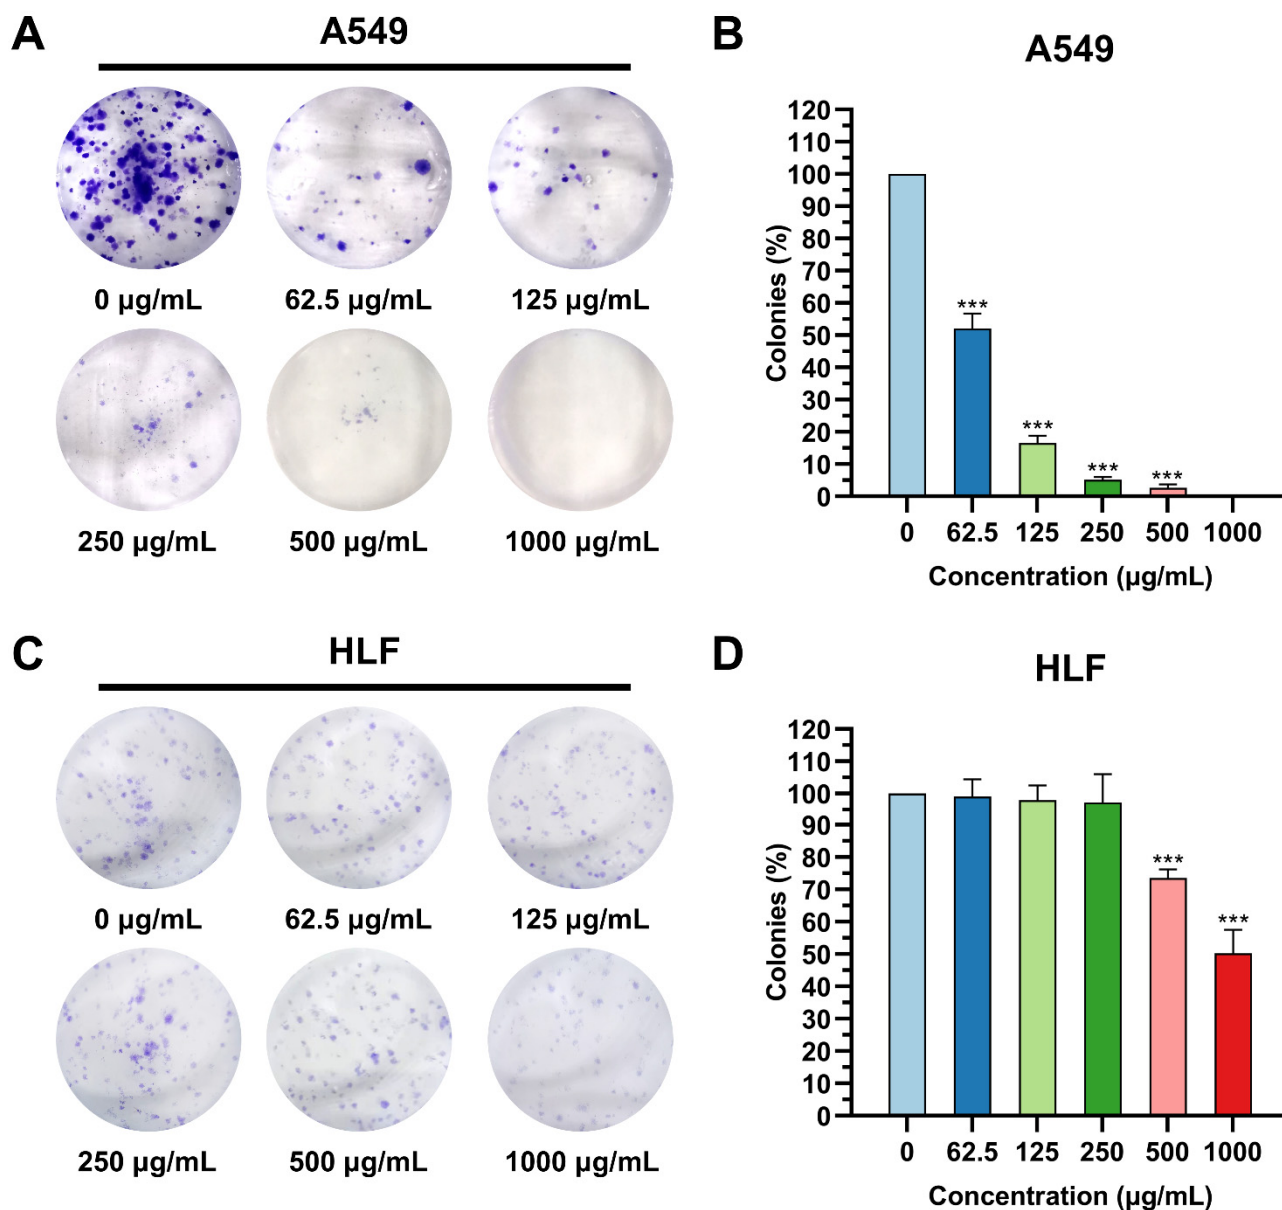 A
A549
0 µg/mL
62.5 µg/mL
125 µg/mL
250 µg/mL
500 µg/mL
1000 µg/mL
B
A549
Colonies (%)
120
110
100
90
80
70
60
50
40
30
20
10
0
***
***
***
***
0 62.5 125 250 500 1000
Concentration (µg/mL)
C
HLF
0 µg/mL
62.5 µg/mL
125 µg/mL
250 µg/mL
500 µg/mL
1000 µg/mL
D
HLF
Colonies (%)
120
110
100
90
80
70
60
50
40
30
20
10
0
***
***
0 62.5 125 250 500 1000
Concentration (µg/mL)